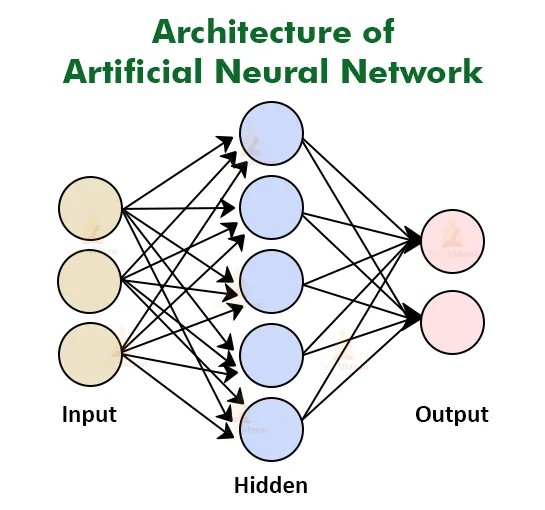 Architecture of
Artificial Neural Network
Input
Output
Hidden